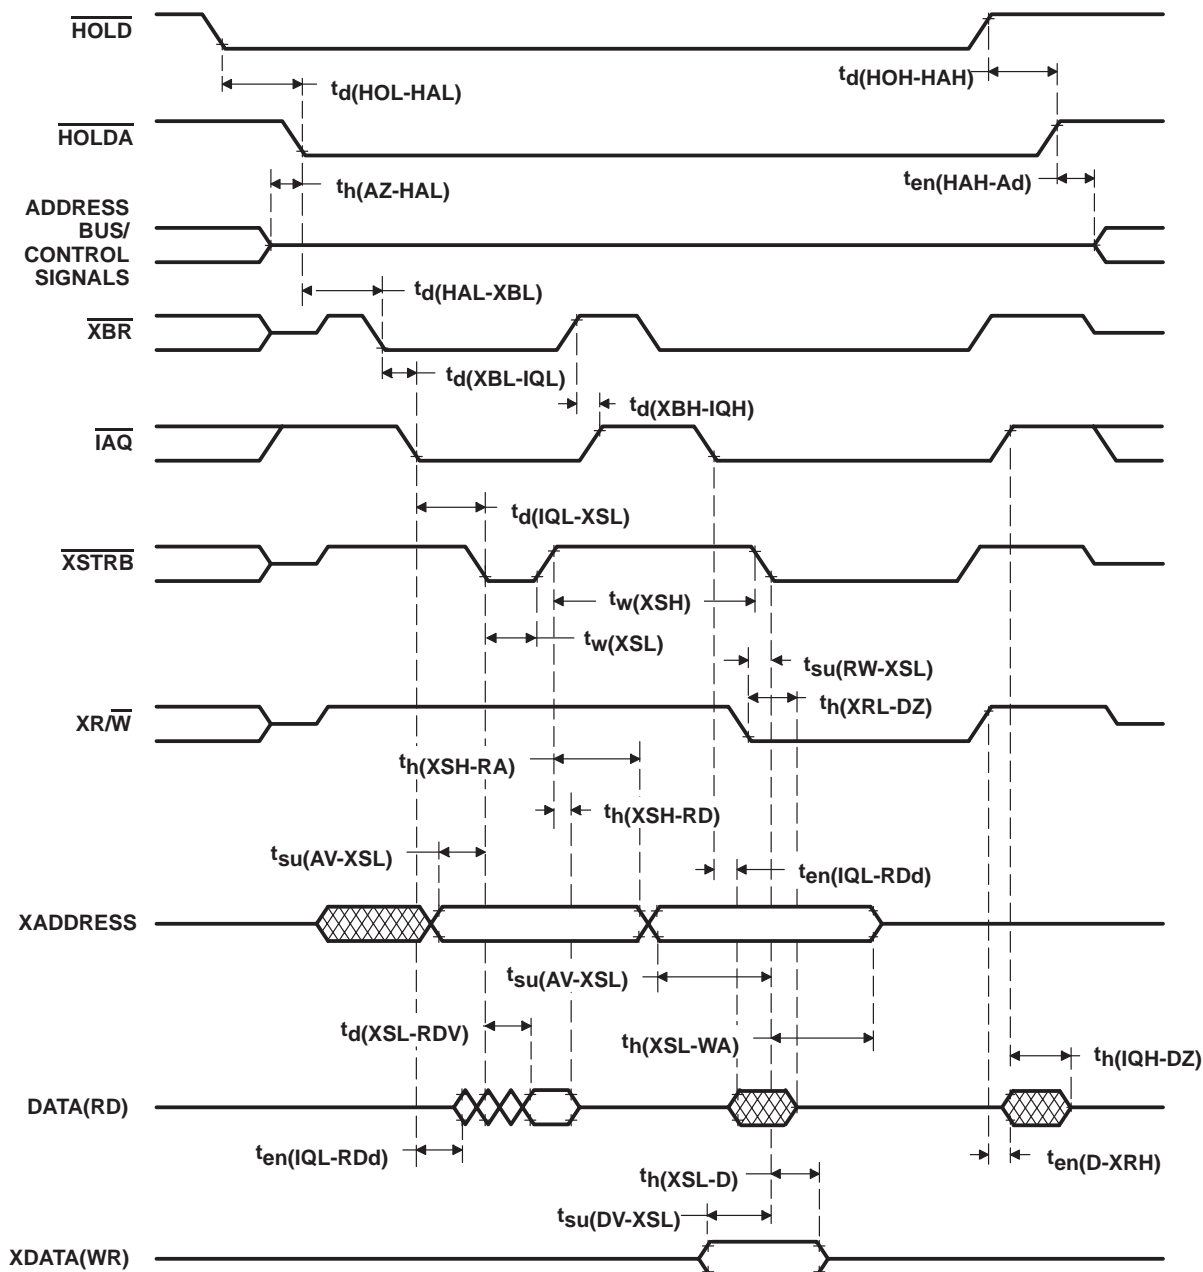 HOLD
td(HOL-HAL)
td(HOH-HAH)
HOLDA
th(AZ-HAL)
ten(HAH-Ad)
ADDRESS
BUS/
CONTROL
SIGNALS
td(HAL-XBL)
XBR
td(XBL-IQL)
td(XBH-IQH)
IAQ
td(IQL-XSL)
XSTRB
tw(XSH)
tw(XSL)
tsu(RW-XSL)
th(XRL-DZ)
XR/W
th(XSH-RA)
th(XSH-RD)
tsu(AV-XSL)
ten(IQL-RDd)
XADDRESS
tsu(AV-XSL)
td(XSL-RDV)
th(XSL-WA)
th(IQH-DZ)
DATA(RD)
ten(IQL-RDd)
ten(D-XRH)
th(XSL-D)
tsu(DV-XSL)
XDATA(WR)